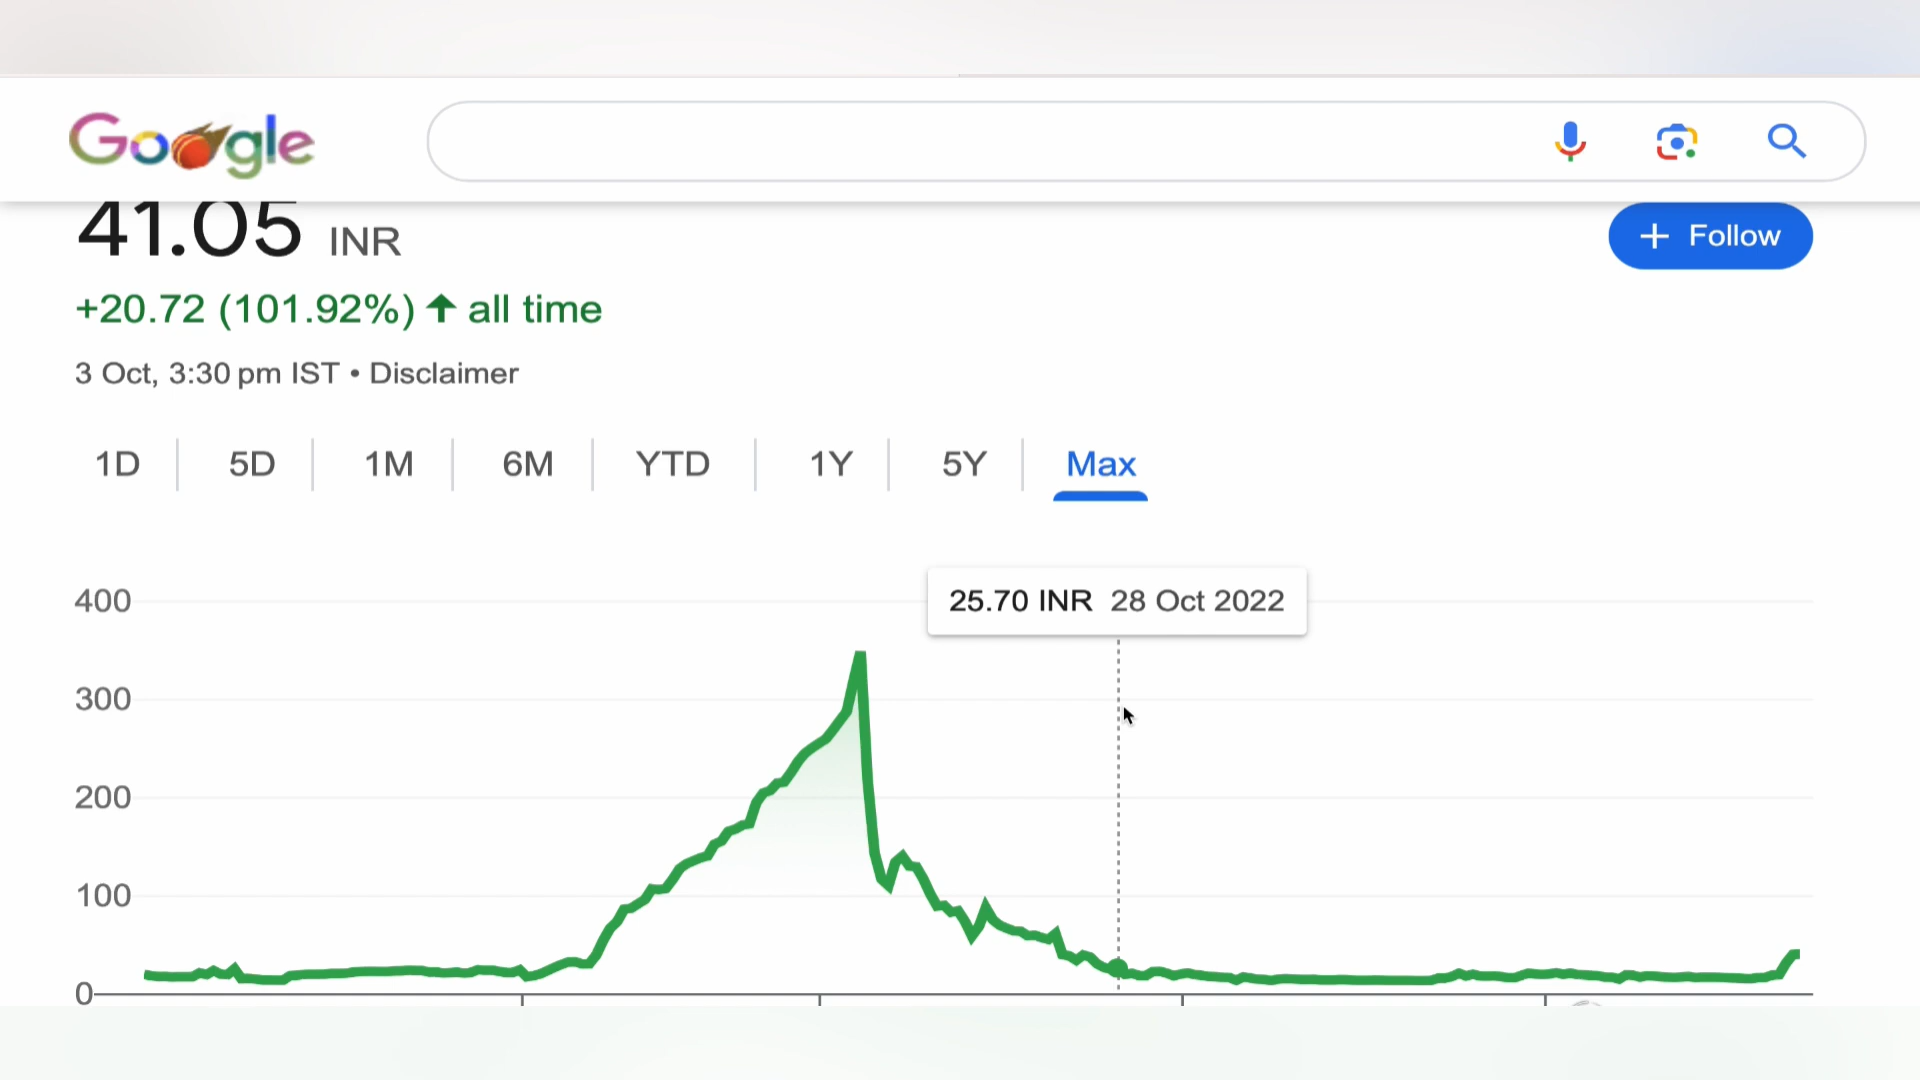 Google
41.05 INR
+ Follow
+20.72 (101.92%) ↑ all time
3 Oct, 3:30 pm IST • Disclaimer
1D 5D 1M 6M YTD 1Y 5Y Max
25.70 INR 28 Oct 2022
400
300
200
100
0